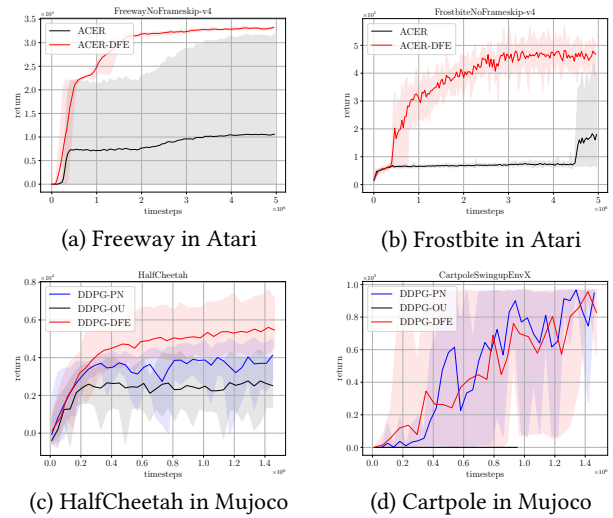 FreewayNoFrameskip-v4
3.5
3.0
2.5
2.0
1.5
1.0
0.5
0.0
return
ACER
ACER-DFE
0 1 2 3 4 5
timesteps
×10⁶
(a) Freeway in Atari
FrostbiteNoFrameskip-v4
6
5
4
3
2
1
0
return
ACER
ACER-DFE
0 1 2 3 4 5
timesteps
×10⁶
(b) Frostbite in Atari
HalfCheetah
0.8
0.6
0.4
0.2
0.0
return
DDPG-PN
DDPG-OU
DDPG-DFE
0.0 0.2 0.4 0.6 0.8 1.0 1.2 1.4
timesteps
×10⁶
(c) HalfCheetah in Mujoco
CartpoleSwingupEnvX
1.0
0.8
0.6
0.4
0.2
0.0
return
DDPG-PN
DDPG-OU
DDPG-DFE
0.0 0.2 0.4 0.6 0.8 1.0 1.2 1.4
timesteps
×10⁶
(d) Cartpole in Mujoco